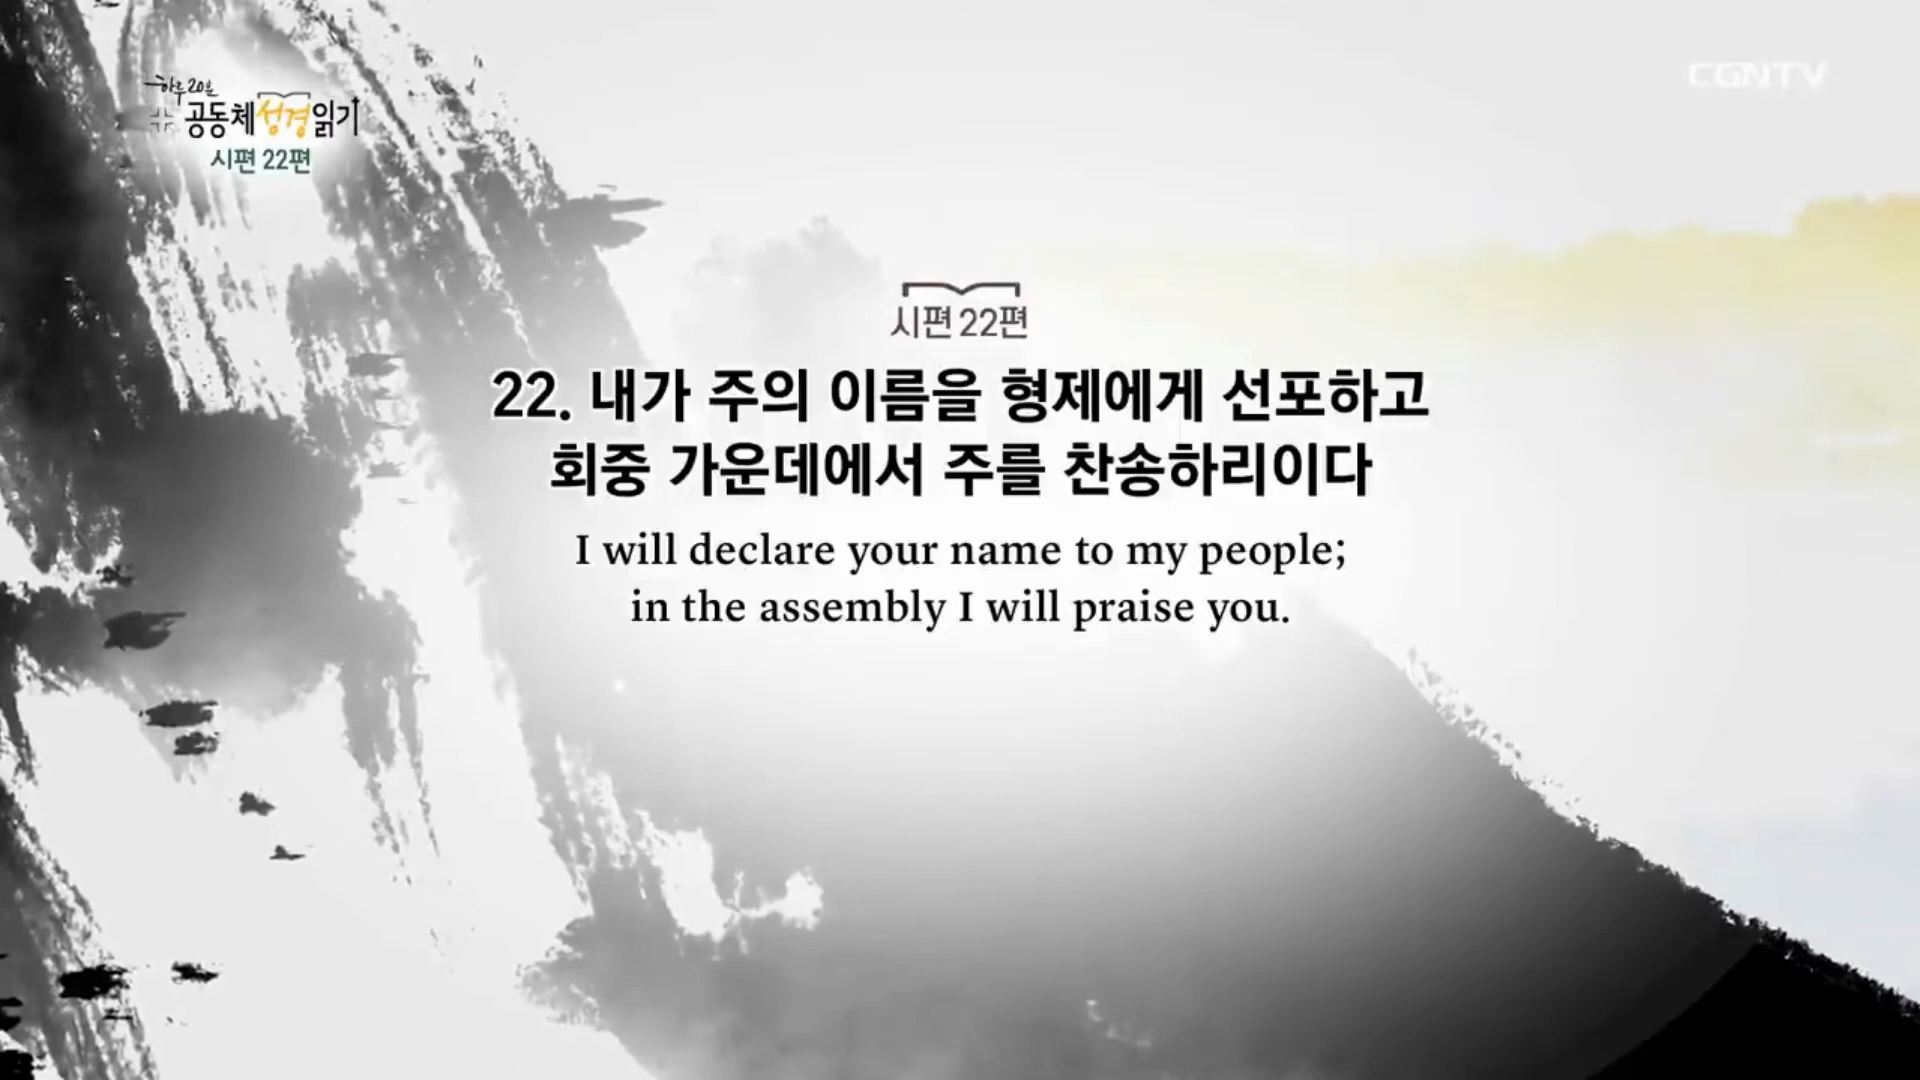 하루 20분
공동체성경읽기
시편 22편
CGNTV
시편 22편
22. 내가 주의 이름을 형제에게 선포하고
회중 가운데에서 주를 찬송하리이다
I will declare your name to my people;
in the assembly I will praise you.